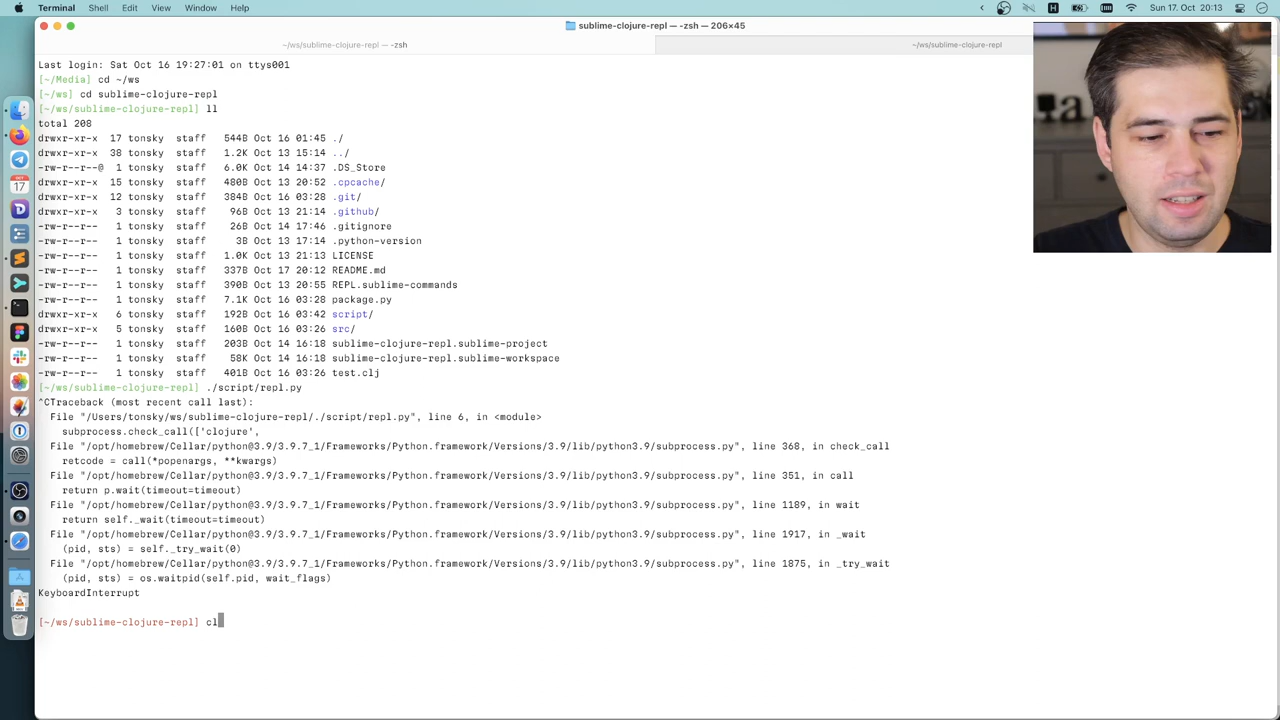 Terminal Shell Edit View Window Help
Sun 17. Oct 20:13
sublime-clojure-repl — -zsh — 206×45
~/ws/sublime-clojure-repl — -zsh
~/ws/sublime-clojure-repl
Last login: Sat Oct 16 19:27:01 on ttys001
[~/Media] cd ~/ws
[~/ws] cd sublime-clojure-repl
[~/ws/sublime-clojure-repl] ll
total 208
drwxr-xr-x 17 tonsky staff 544B Oct 16 01:45 ./
drwxr-xr-x 38 tonsky staff 1.2K Oct 13 15:14 ../
-rw-r--r--@ 1 tonsky staff 6.0K Oct 14 14:37 .DS_Store
drwxr-xr-x 15 tonsky staff 480B Oct 13 20:52 .cpcache/
drwxr-xr-x 12 tonsky staff 384B Oct 16 03:28 .git/
drwxr-xr-x 3 tonsky staff 96B Oct 13 21:14 .github/
-rw-r--r-- 1 tonsky staff 26B Oct 14 17:46 .gitignore
-rw-r--r-- 1 tonsky staff 3B Oct 13 17:14 .python-version
-rw-r--r-- 1 tonsky staff 1.0K Oct 13 21:13 LICENSE
-rw-r--r-- 1 tonsky staff 337B Oct 17 20:12 README.md
-rw-r--r-- 1 tonsky staff 390B Oct 13 20:55 REPL.sublime-commands
-rw-r--r-- 1 tonsky staff 7.1K Oct 16 03:28 package.py
drwxr-xr-x 6 tonsky staff 192B Oct 16 03:42 script/
drwxr-xr-x 5 tonsky staff 160B Oct 16 03:26 src/
-rw-r--r-- 1 tonsky staff 203B Oct 14 16:18 sublime-clojure-repl.sublime-project
-rw-r--r-- 1 tonsky staff 58K Oct 14 16:18 sublime-clojure-repl.sublime-workspace
-rw-r--r-- 1 tonsky staff 401B Oct 16 03:26 test.clj
[~/ws/sublime-clojure-repl] ./script/repl.py
^CTraceback (most recent call last):
File "/Users/tonsky/ws/sublime-clojure-repl/./script/repl.py", line 6, in <module>
subprocess.check_call(['clojure',
File "/opt/homebrew/Cellar/python@3.9/3.9.7_1/Frameworks/Python.framework/Versions/3.9/lib/python3.9/subprocess.py", line 368, in check_call
retcode = call(*popenargs, **kwargs)
File "/opt/homebrew/Cellar/python@3.9/3.9.7_1/Frameworks/Python.framework/Versions/3.9/lib/python3.9/subprocess.py", line 351, in call
return p.wait(timeout=timeout)
File "/opt/homebrew/Cellar/python@3.9/3.9.7_1/Frameworks/Python.framework/Versions/3.9/lib/python3.9/subprocess.py", line 1189, in wait
return self._wait(timeout=timeout)
File "/opt/homebrew/Cellar/python@3.9/3.9.7_1/Frameworks/Python.framework/Versions/3.9/lib/python3.9/subprocess.py", line 1917, in _wait
(pid, sts) = self._try_wait(0)
File "/opt/homebrew/Cellar/python@3.9/3.9.7_1/Frameworks/Python.framework/Versions/3.9/lib/python3.9/subprocess.py", line 1875, in _try_wait
(pid, sts) = os.waitpid(self.pid, wait_flags)
KeyboardInterrupt
[~/ws/sublime-clojure-repl] cl